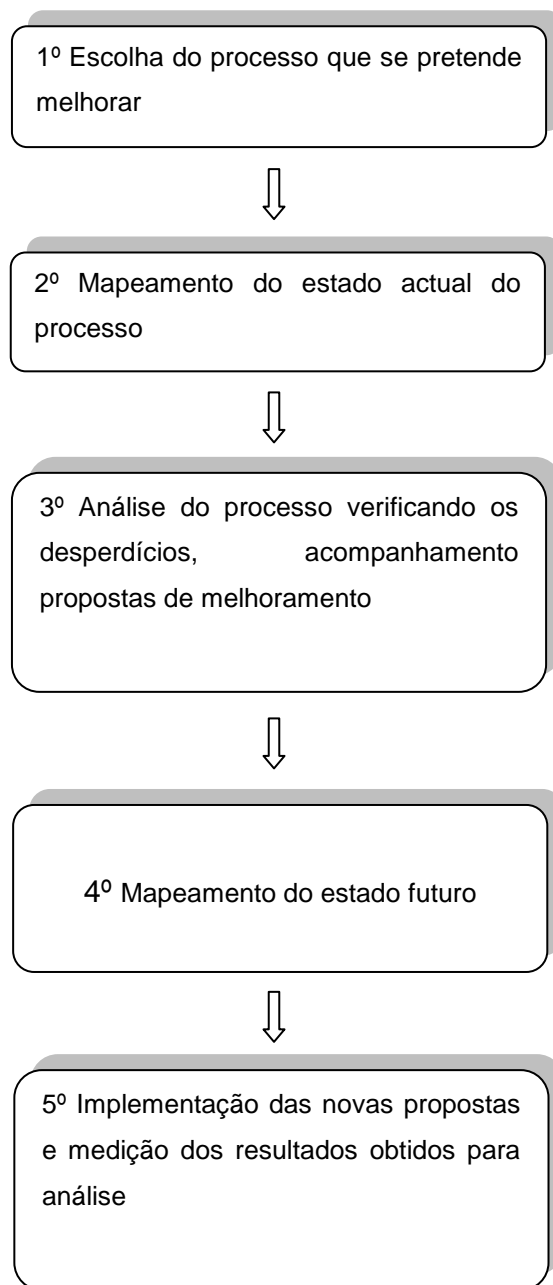 1º Escolha do processo que se pretende
melhorar
2º Mapeamento do estado actual do
processo
3º Análise do processo verificando os
desperdícios, acompanhamento
propostas de melhoramento
4º Mapeamento do estado futuro
5º Implementação das novas propostas
e medição dos resultados obtidos para
análise